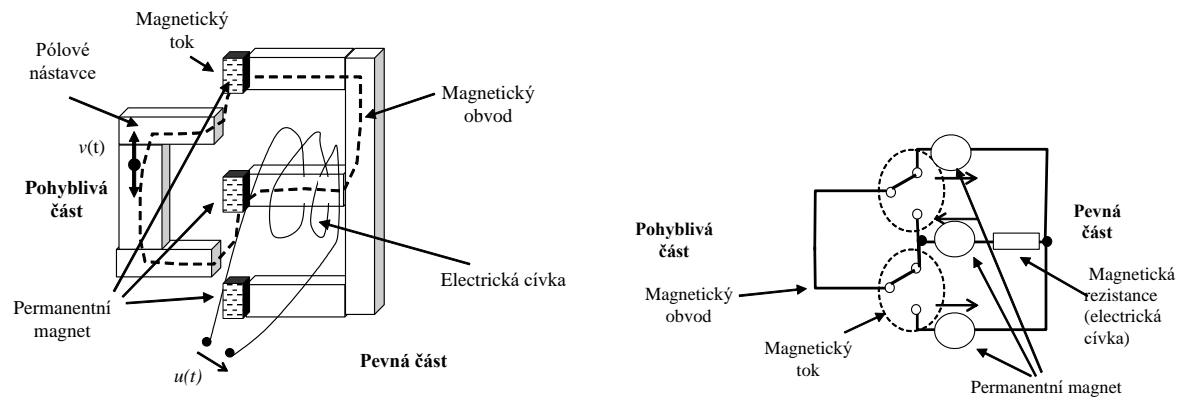 Magnetický
tok
Pólové
nástavce
Magnetický
obvod
v(t)
Pohyblivá
část
Electrická cívka
Permanentní
magnet
Pevná část
u(t)
Pohyblivá
část
Pevná
část
Magnetický
obvod
Magnetická
rezistance
(electrická
cívka)
Magnetický
tok
Permanentní magnet